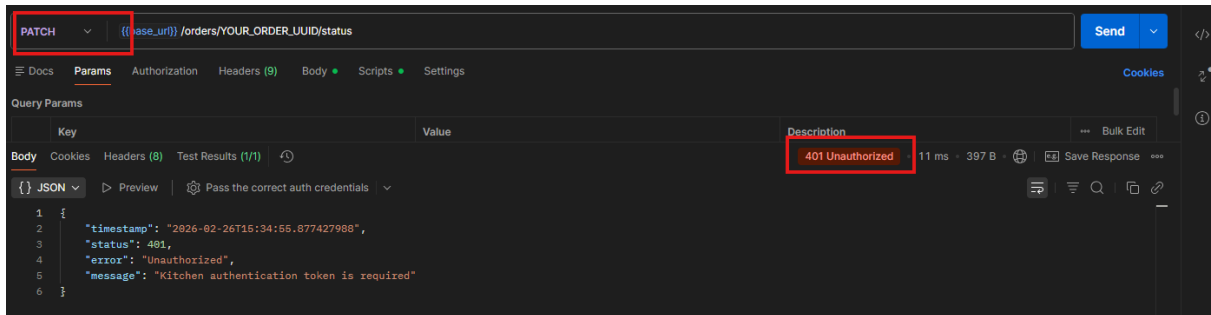 PATCH {{base_url}} /orders/YOUR_ORDER_UUID/status Send
Docs Params Authorization Headers (9) Body Scripts Settings Cookies
Query Params
Key Value Description Bulk Edit
Body Cookies Headers (8) Test Results (1/1) 401 Unauthorized 11 ms 397 B Save Response
{} JSON Preview Pass the correct auth credentials
1 {
2 "timestamp": "2026-02-26T15:34:55.877427988",
3 "status": 401,
4 "error": "Unauthorized",
5 "message": "Kitchen authentication token is required"
6 }